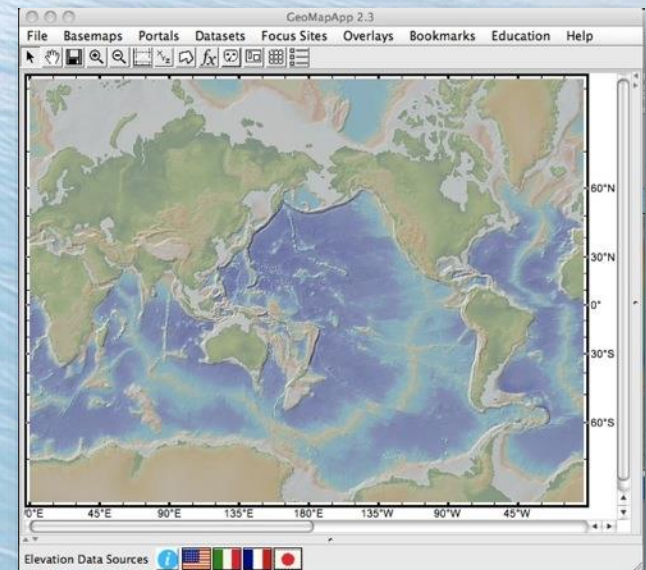 GeoMapApp 2.3
File Basemaps Portals Datasets Focus Sites Overlays Bookmarks Education Help
60°N
30°N
0°
30°S
60°S
0°E 45°E 90°E 135°E 180°E 135°W 90°W 45°W
Elevation Data Sources